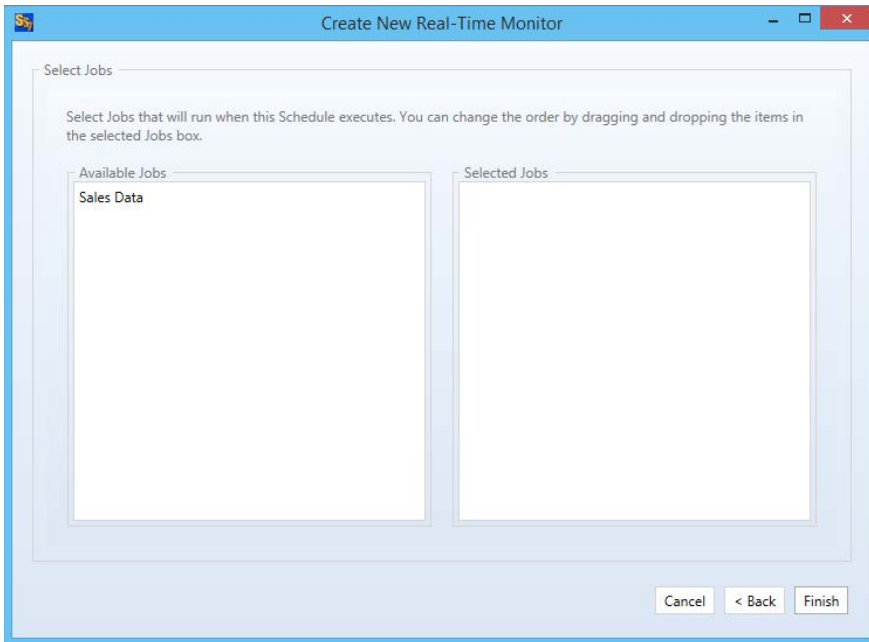 Create New Real-Time Monitor
Select Jobs
Select Jobs that will run when this Schedule executes. You can change the order by dragging and dropping the items in
the selected Jobs box.
Available Jobs
Selected Jobs
Sales Data
Cancel
< Back
Finish